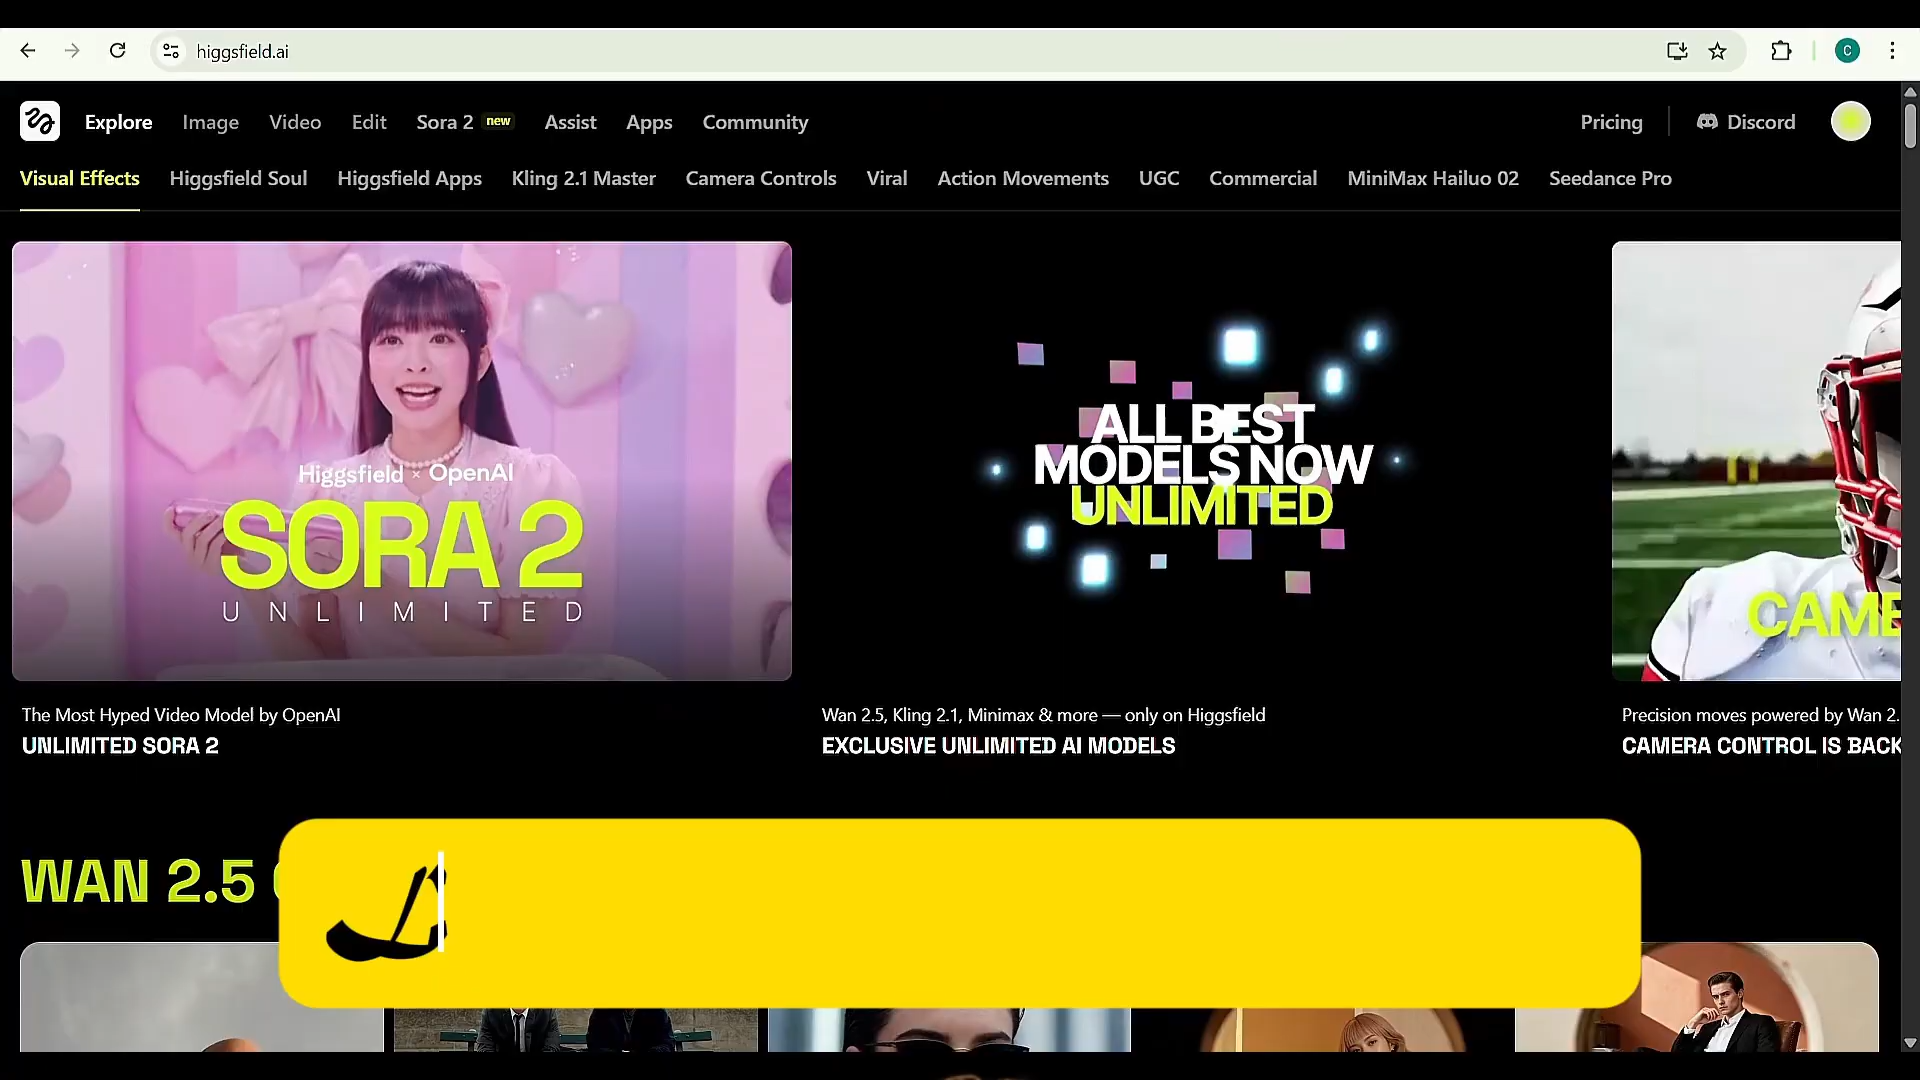 higgsfield.ai
C
Explore Image Video Edit Sora 2 new Assist Apps Community Pricing Discord
Visual Effects Higgsfield Soul Higgsfield Apps Kling 2.1 Master Camera Controls Viral Action Movements UGC Commercial MiniMax Hailuo 02 Seedance Pro
Higgsfield × OpenAI
SORA 2
UNLIMITED
ALL BEST
MODELS NOW
UNLIMITED
CAME
The Most Hyped Video Model by OpenAI
UNLIMITED SORA 2
Wan 2.5, Kling 2.1, Minimax & more — only on Higgsfield
EXCLUSIVE UNLIMITED AI MODELS
Precision moves powered by Wan 2.
CAMERA CONTROL IS BACK
WAN 2.5